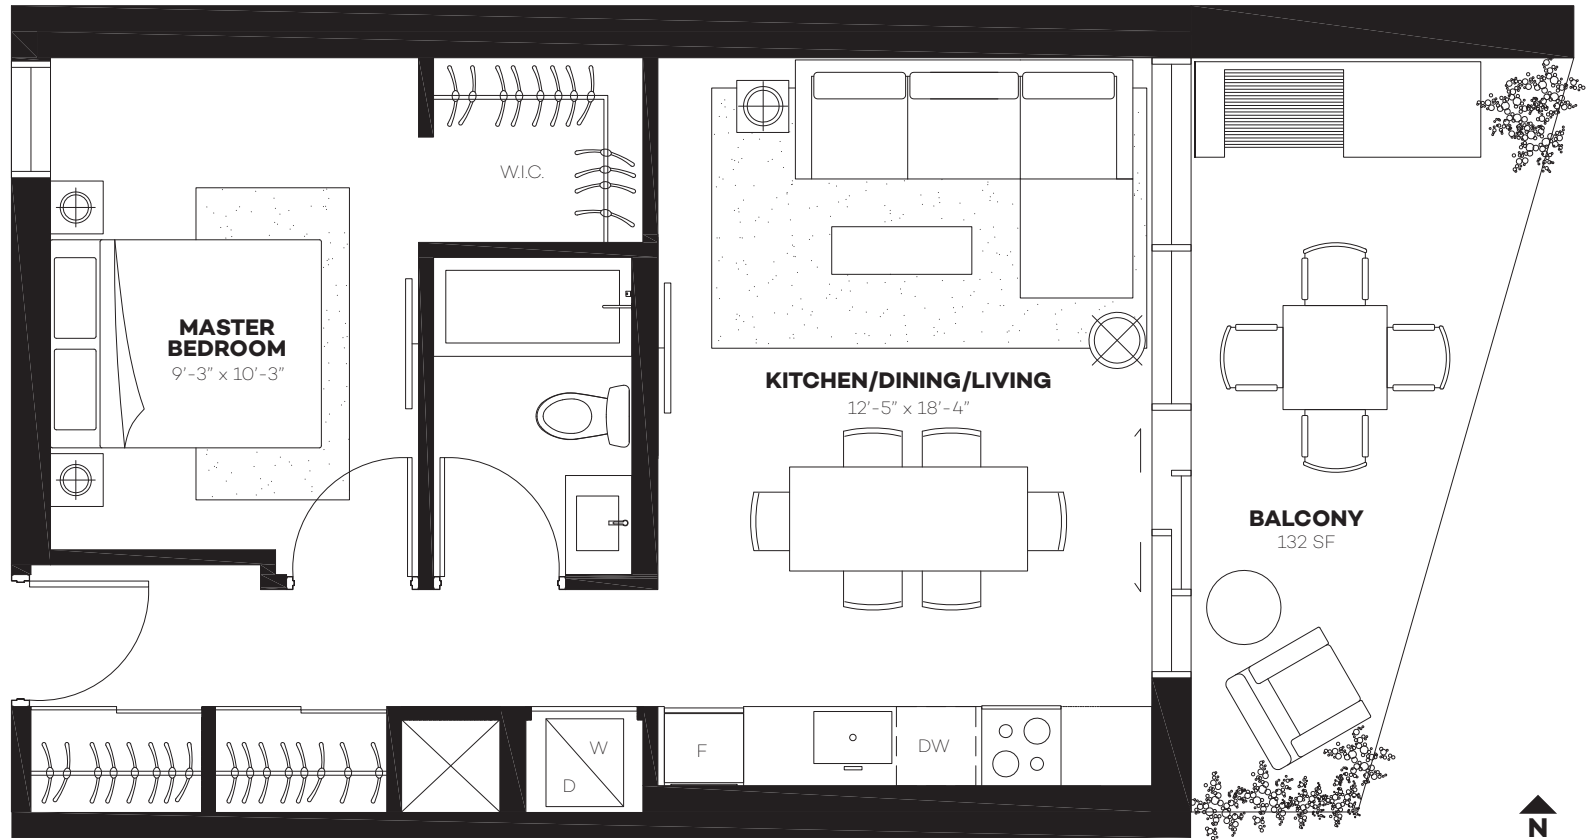 W.I.C.
MASTER
BEDROOM
9’-3” x 10’-3”
KITCHEN/DINING/LIVING
12’-5” x 18’-4”
BALCONY
132 SF
W
D
F
DW
N